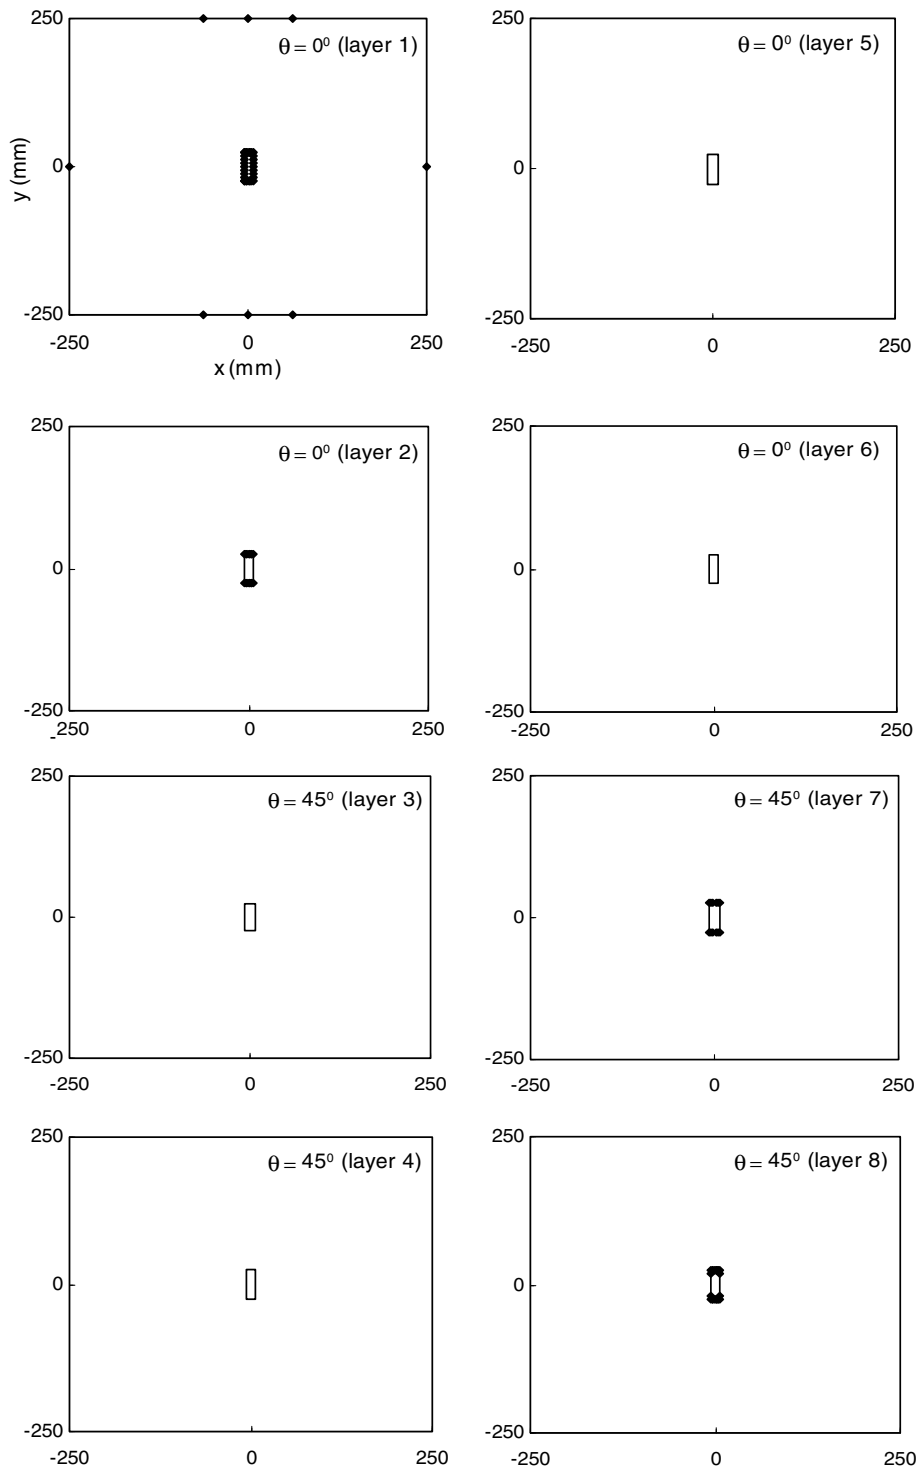 250
θ = 0⁰ (layer 1)
0
y (mm)
-250
-250 0 250
x (mm)
250
θ = 0⁰ (layer 5)
0
-250
-250 0 250
250
θ = 0⁰ (layer 2)
0
-250
-250 0 250
250
θ = 0⁰ (layer 6)
0
-250
-250 0 250
250
θ = 45⁰ (layer 3)
0
-250
-250 0 250
250
θ = 45⁰ (layer 7)
0
-250
-250 0 250
250
θ = 45⁰ (layer 4)
0
-250
-250 0 250
250
θ = 45⁰ (layer 8)
0
-250
-250 0 250